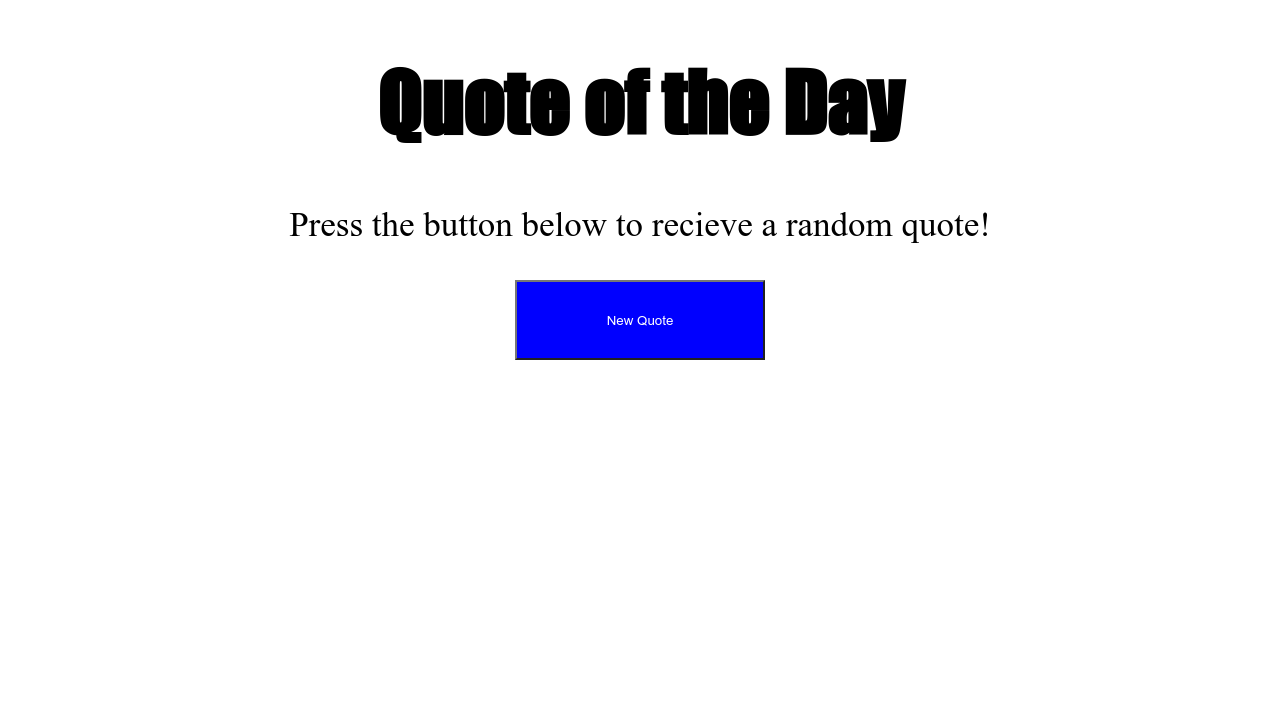 Quote of the Day
Press the button below to recieve a random quote!
New Quote